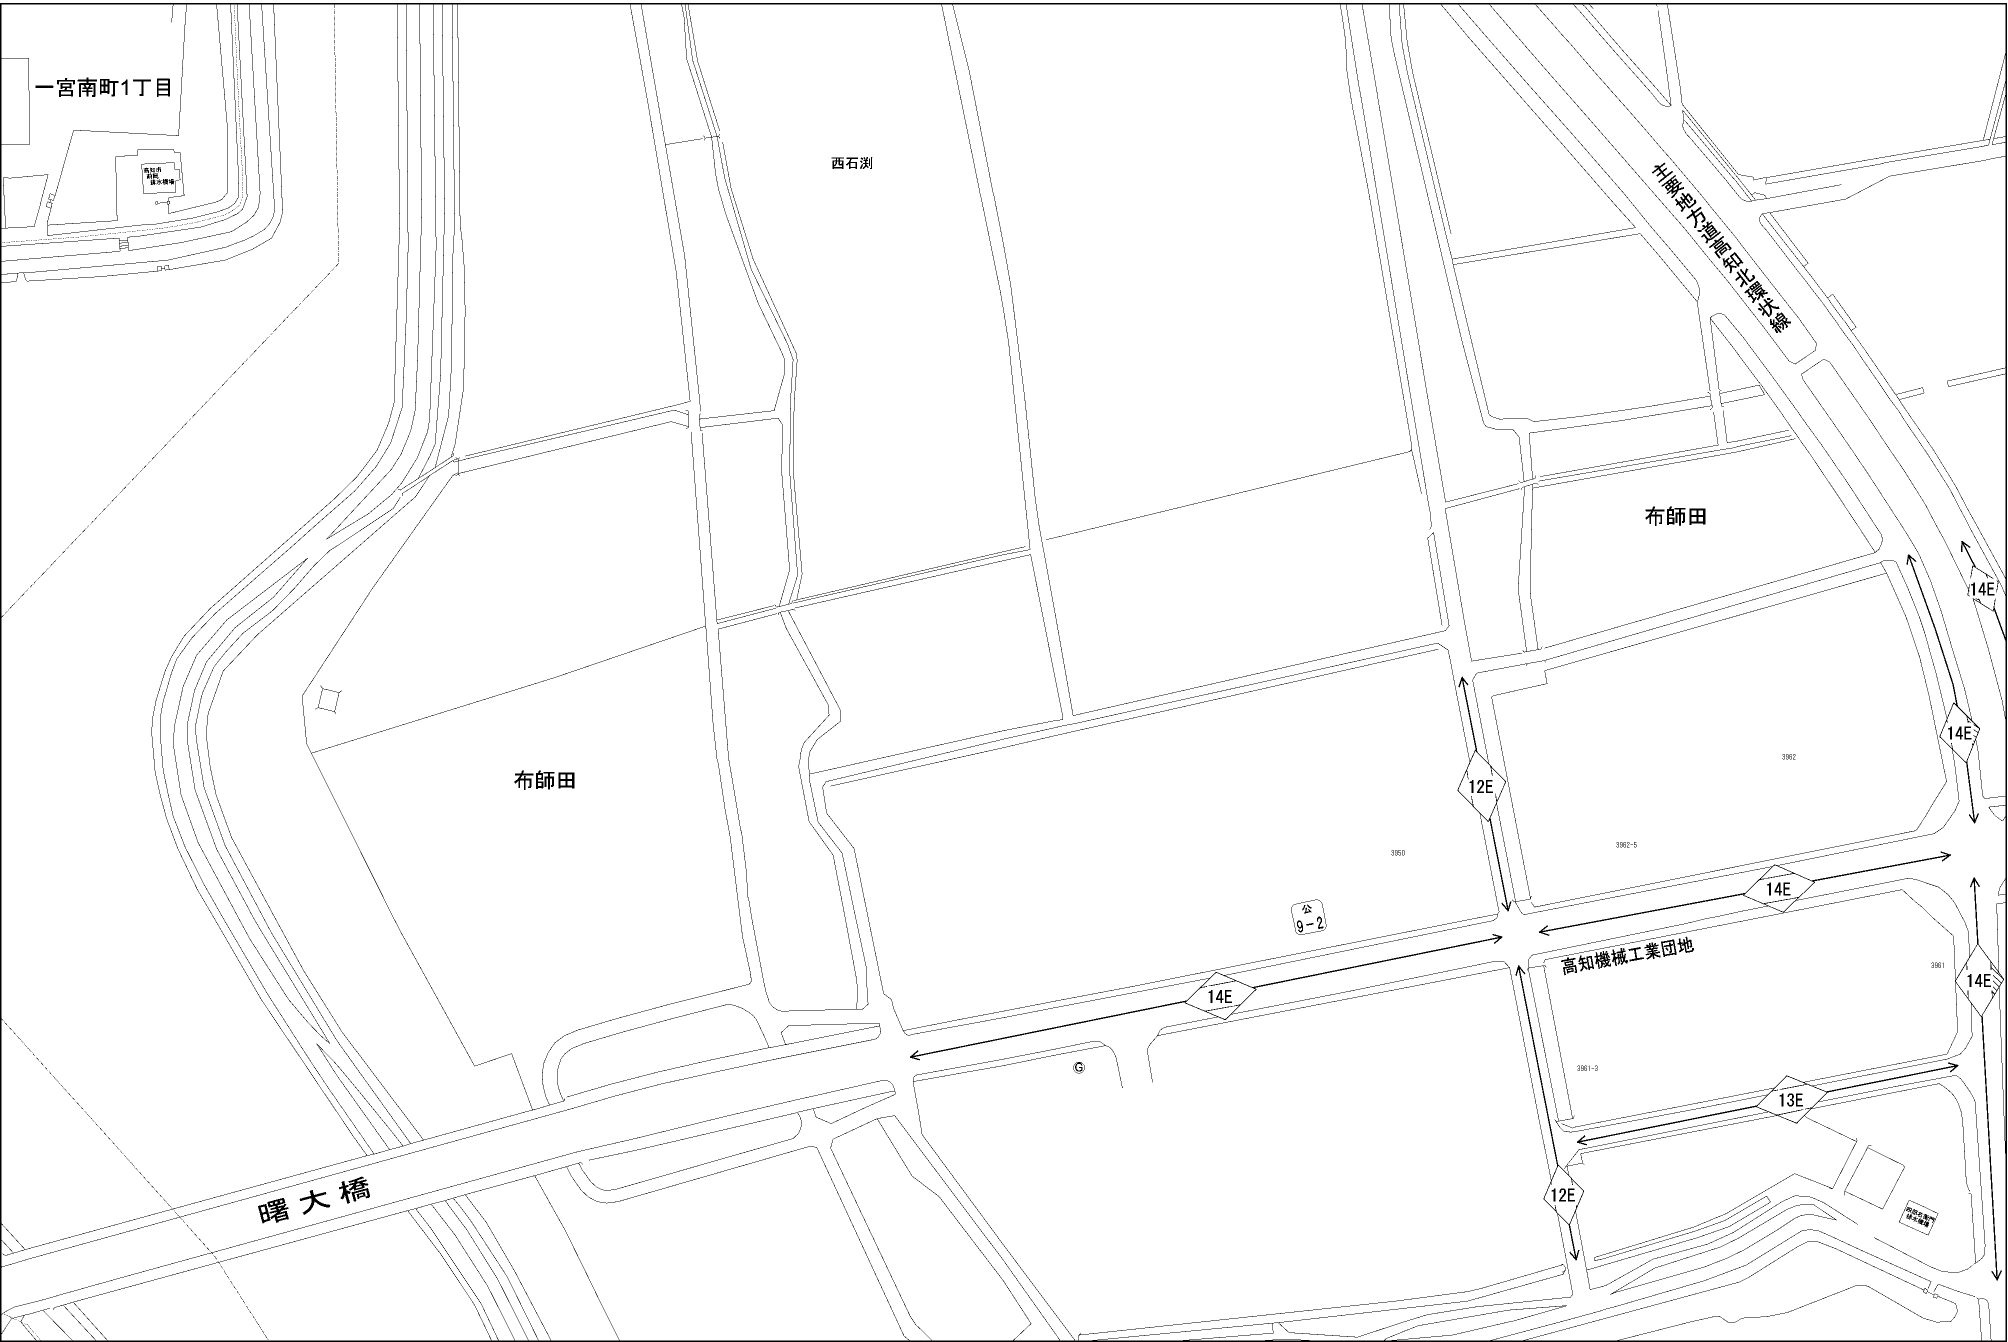 一宮南町1丁目
西石渕
主要地方道高知北環状線
布師田
14E
14E
布師田
12E
3962
3950
3962-5
14E
公
9-2
高知機械工業団地
3961
14E
14E
G
3961-3
13E
12E
曙大橋